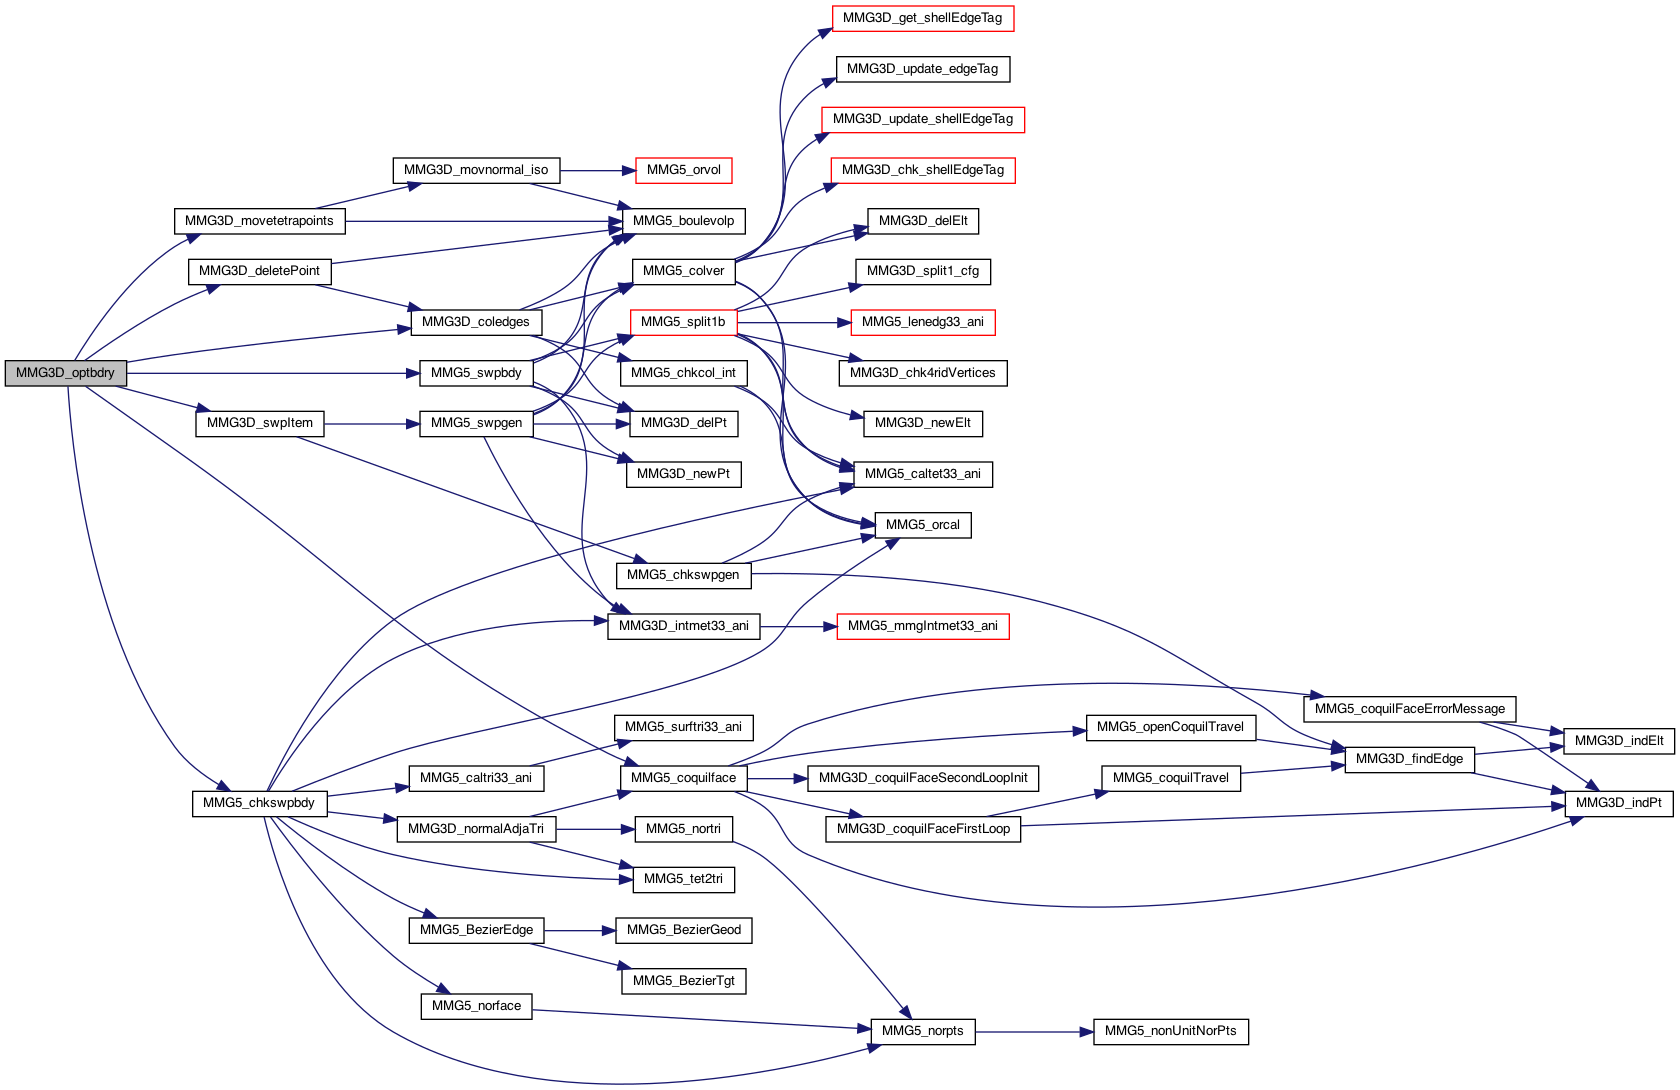 MMG3D_get_shellEdgeTag
MMG3D_update_edgeTag
MMG3D_update_shellEdgeTag
MMG3D_movnormal_iso
MMG5_orvol
MMG3D_chk_shellEdgeTag
MMG3D_movetetrapoints
MMG5_boulevolp
MMG3D_delElt
MMG3D_deletePoint
MMG5_colver
MMG3D_split1_cfg
MMG3D_coledges
MMG5_split1b
MMG5_lenedg33_ani
MMG3D_optbdry
MMG5_swpbdy
MMG5_chkcol_int
MMG3D_chk4ridVertices
MMG3D_swpItem
MMG5_swpgen
MMG3D_delPt
MMG3D_newElt
MMG3D_newPt
MMG5_caltet33_ani
MMG5_orcal
MMG5_chkswpgen
MMG3D_intmet33_ani
MMG5_mmgIntmet33_ani
MMG5_coquilFaceErrorMessage
MMG5_surftri33_ani
MMG5_openCoquilTravel
MMG3D_indElt
MMG3D_findEdge
MMG5_caltri33_ani
MMG5_coquilface
MMG3D_coquilFaceSecondLoopInit
MMG5_coquilTravel
MMG5_chkswpbdy
MMG3D_indPt
MMG3D_normalAdjaTri
MMG5_nortri
MMG3D_coquilFaceFirstLoop
MMG5_tet2tri
MMG5_BezierEdge
MMG5_BezierGeod
MMG5_BezierTgt
MMG5_norface
MMG5_norpts
MMG5_nonUnitNorPts